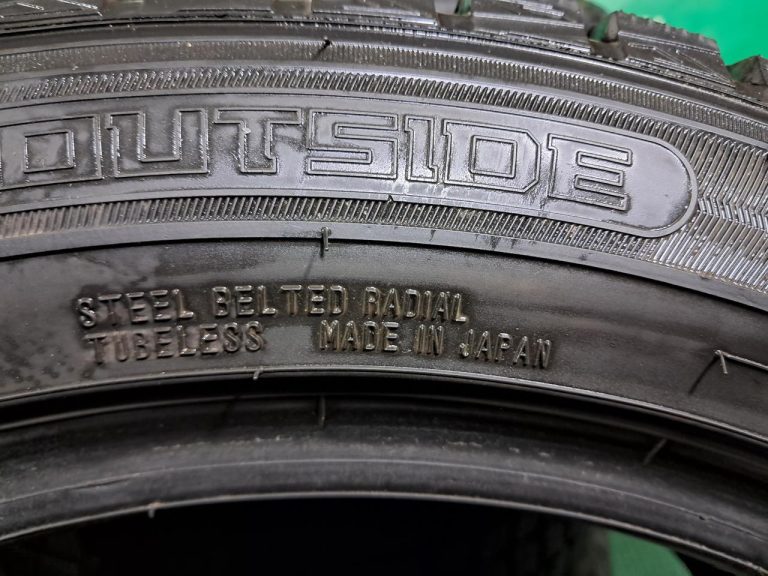 OUTSIDE
STEEL BELTED RADIAL
TUBELESS MADE IN JAPAN